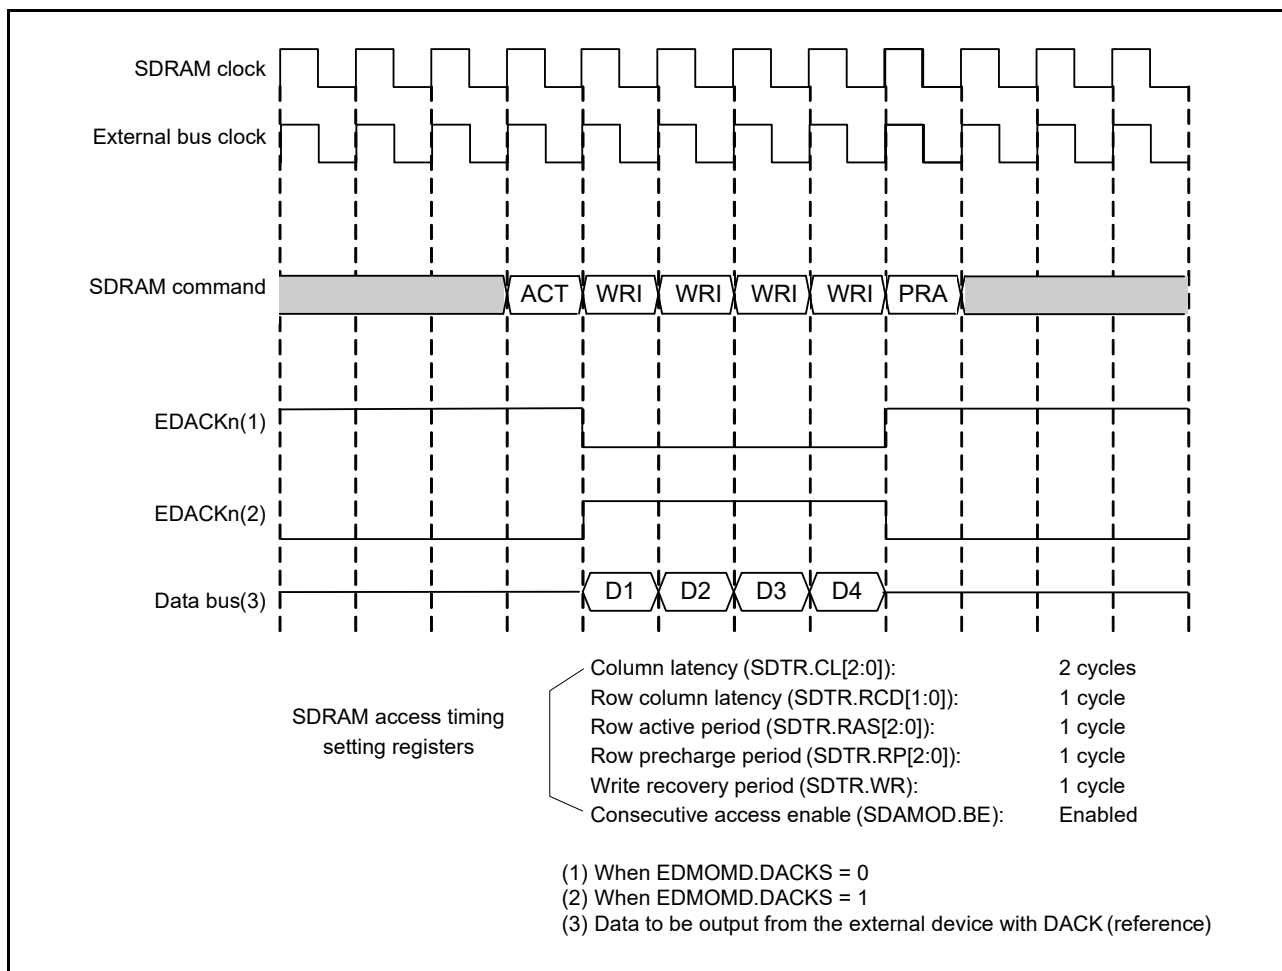 SDRAM clock
External bus clock
SDRAM command
ACT WRI WRI WRI WRI PRA
EDACKn(1)
EDACKn(2)
Data bus(3)
D1 D2 D3 D4
SDRAM access timing
setting registers
Column latency (SDTR.CL[2:0]): 2 cycles
Row column latency (SDTR.RCD[1:0]): 1 cycle
Row active period (SDTR.RAS[2:0]): 1 cycle
Row precharge period (SDTR.RP[2:0]): 1 cycle
Write recovery period (SDTR.WR): 1 cycle
Consecutive access enable (SDAMOD.BE): Enabled
(1) When EDMOMD.DACKS = 0
(2) When EDMOMD.DACKS = 1
(3) Data to be output from the external device with DACK (reference)